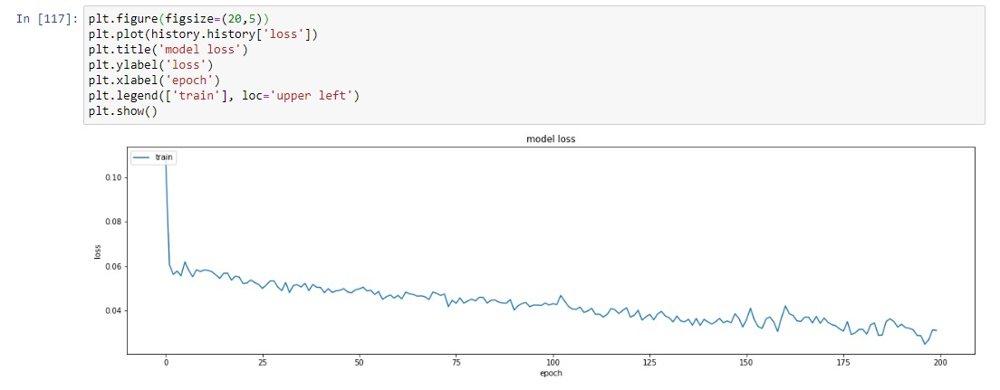 In [117]: plt.figure(figsize=(20,5))
plt.plot(history.history['loss'])
plt.title('model loss')
plt.ylabel('loss')
plt.xlabel('epoch')
plt.legend(['train'], loc='upper left')
plt.show()
model loss
train
0.10
0.08
0.06
0.04
loss
0 25 50 75 100 125 150 175 200
epoch